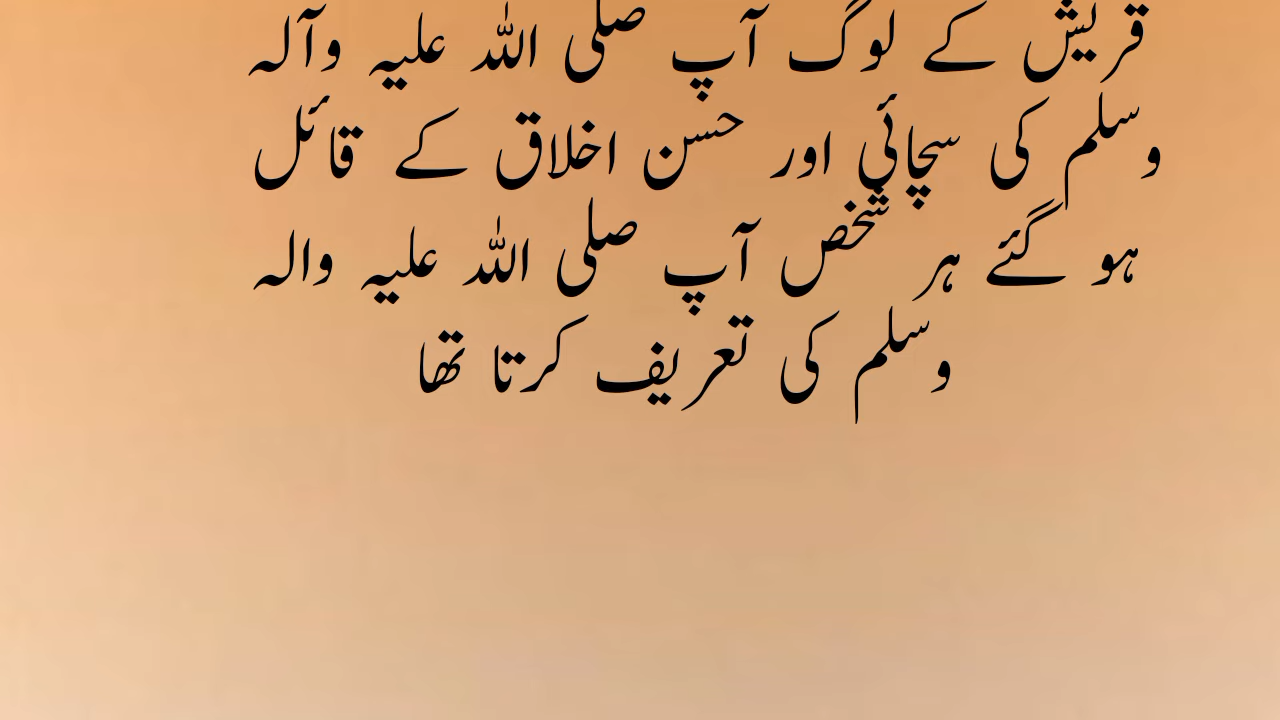 قریش کے لوگ آپ صلی اللہ علیہ وآلہ
وسلم کی سچائی اور حسن اخلاق کے قائل
ہو گئے ہر شخص آپ صلی اللہ علیہ والہ
وسلم کی تعریف کرتا تھا